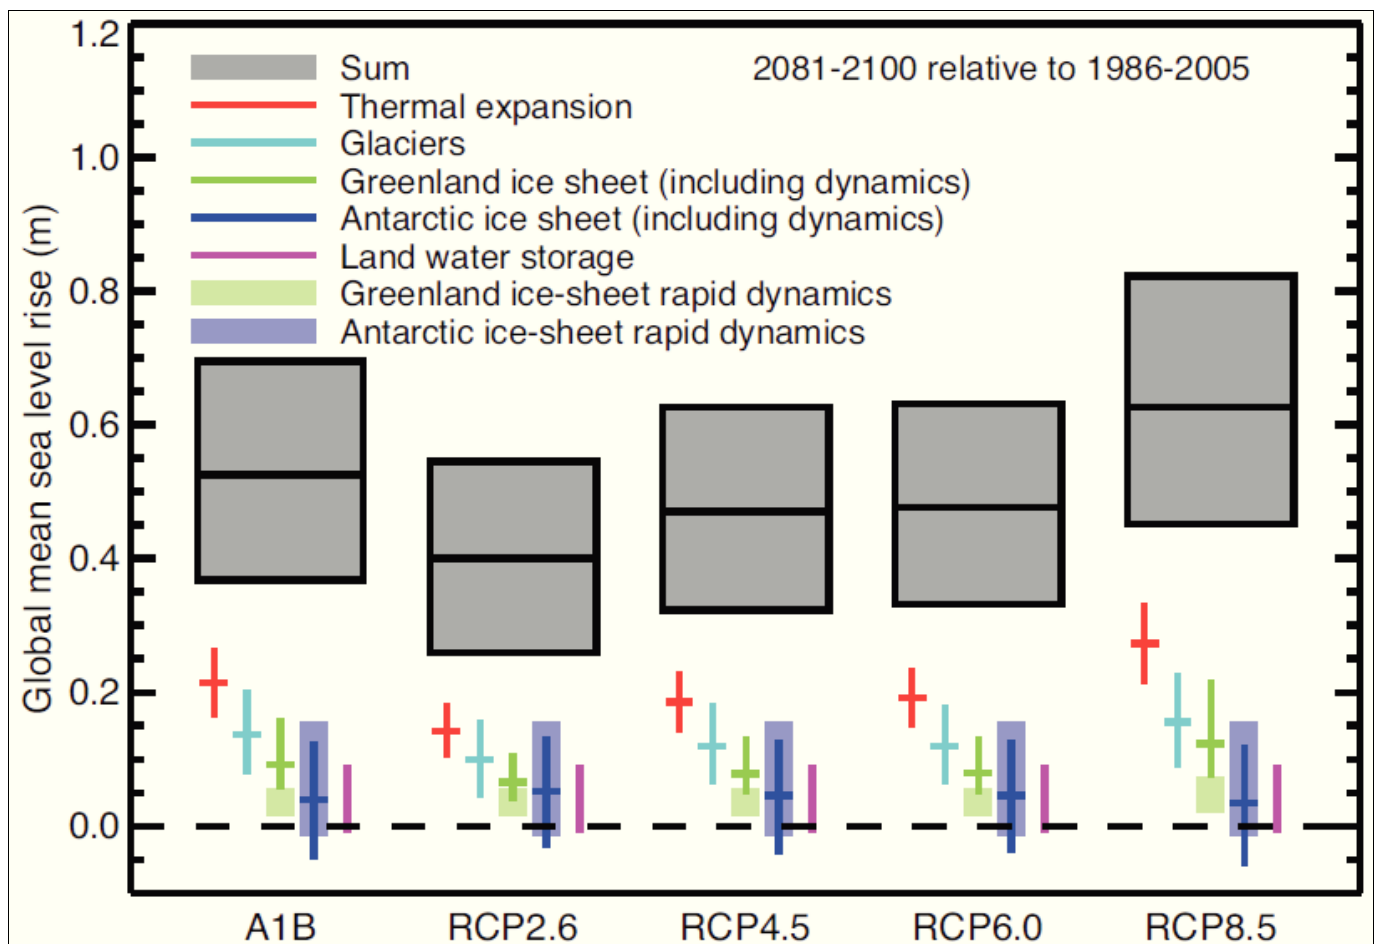 1.2
1.0
0.8
0.6
0.4
0.2
0.0
Global mean sea level rise (m)
2081-2100 relative to 1986-2005
Sum
Thermal expansion
Glaciers
Greenland ice sheet (including dynamics)
Antarctic ice sheet (including dynamics)
Land water storage
Greenland ice-sheet rapid dynamics
Antarctic ice-sheet rapid dynamics
A1B RCP2.6 RCP4.5 RCP6.0 RCP8.5